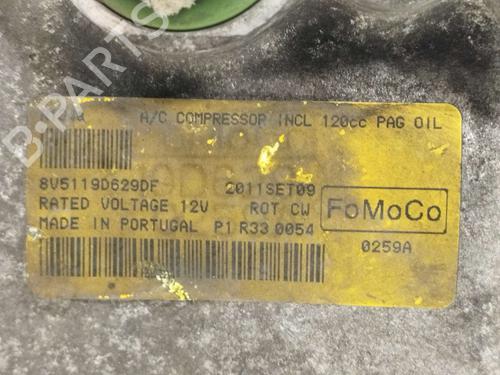 A/C COMPRESSOR INCL 120cc PAG OIL
8V5119D629DF 2011SET09
RATED VOLTAGE 12V ROT CW
MADE IN PORTUGAL P1 R33 0054
FoMoCo
0259A
B-PARTS